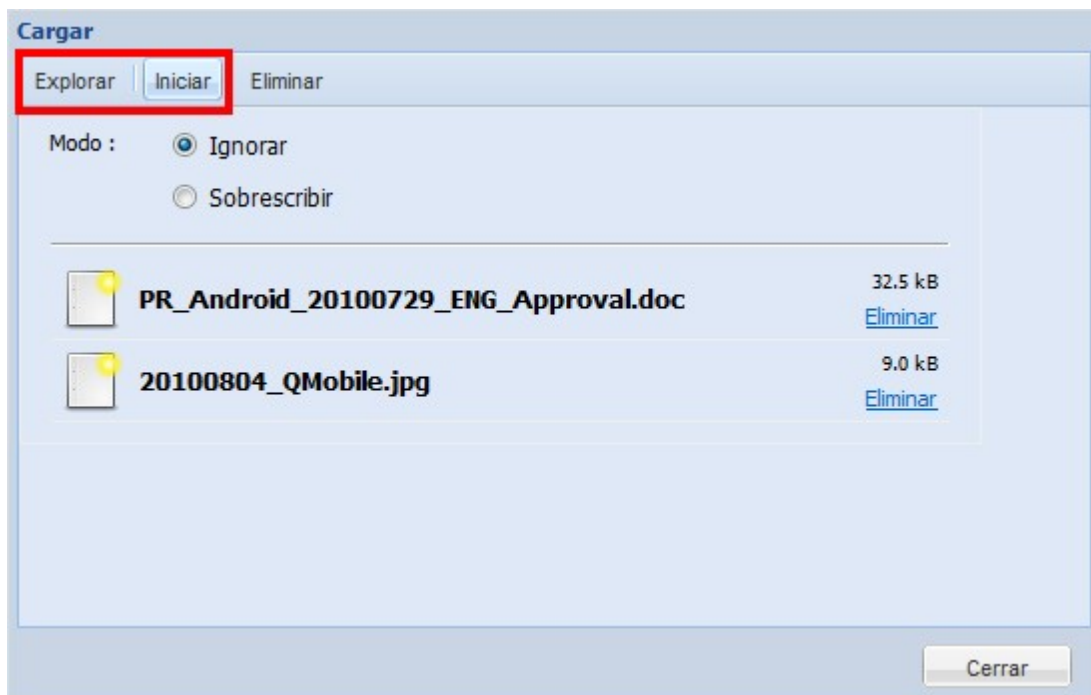 Cargar
Explorar Iniciar Eliminar
Modo : Ignorar
Sobrescribir
PR_Android_20100729_ENG_Approval.doc 32.5 kB
Eliminar
20100804_QMobile.jpg 9.0 kB
Eliminar
Cerrar